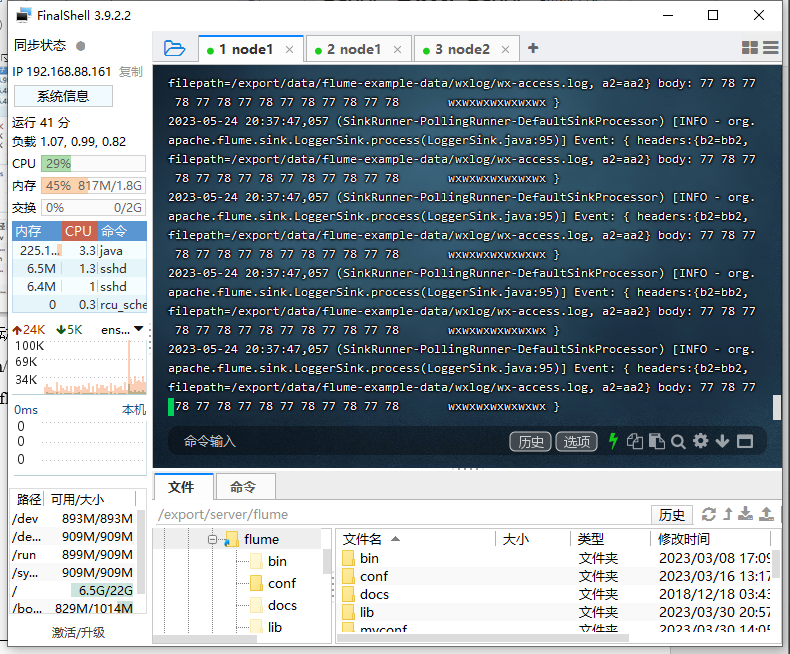 FinalShell 3.9.2.2
同步状态
IP 192.168.88.161 复制
系统信息
运行 41 分
负载 1.07, 0.99, 0.82
CPU 29%
内存 45% 817M/1.8G
交换 0% 0/2G
内存 CPU 命令
225.1... 3.3 java
6.5M 1.3 sshd
6.4M 1 sshd
0 0.3 rcu_sche
24K 5K ens...
100K
69K
34K
0ms 本机
0
0
0
路径 可用/大小
/dev 893M/893M
/de... 909M/909M
/run 899M/909M
/sy... 909M/909M
/ 6.5G/22G
/bo... 829M/1014M
激活/升级
1 node1
2 node1
3 node2
filepath=/export/data/flume-example-data/wxlog/wx-access.log, a2=aa2} body: 77 78 77
78 77 78 77 78 77 78 77 78 77 78 wxwxwxwxwxwxwx }
2023-05-24 20:37:47,057 (SinkRunner-PollingRunner-DefaultSinkProcessor) [INFO - org.
apache.flume.sink.LoggerSink.process(LoggerSink.java:95)] Event: { headers:{b2=bb2,
filepath=/export/data/flume-example-data/wxlog/wx-access.log, a2=aa2} body: 77 78 77
78 77 78 77 78 77 78 77 78 77 78 wxwxwxwxwxwxwx }
2023-05-24 20:37:47,057 (SinkRunner-PollingRunner-DefaultSinkProcessor) [INFO - org.
apache.flume.sink.LoggerSink.process(LoggerSink.java:95)] Event: { headers:{b2=bb2,
filepath=/export/data/flume-example-data/wxlog/wx-access.log, a2=aa2} body: 77 78 77
78 77 78 77 78 77 78 77 78 77 78 wxwxwxwxwxwxwx }
2023-05-24 20:37:47,057 (SinkRunner-PollingRunner-DefaultSinkProcessor) [INFO - org.
apache.flume.sink.LoggerSink.process(LoggerSink.java:95)] Event: { headers:{b2=bb2,
filepath=/export/data/flume-example-data/wxlog/wx-access.log, a2=aa2} body: 77 78 77
78 77 78 77 78 77 78 77 78 77 78 wxwxwxwxwxwxwx }
2023-05-24 20:37:47,057 (SinkRunner-PollingRunner-DefaultSinkProcessor) [INFO - org.
apache.flume.sink.LoggerSink.process(LoggerSink.java:95)] Event: { headers:{b2=bb2,
filepath=/export/data/flume-example-data/wxlog/wx-access.log, a2=aa2} body: 77 78 77
78 77 78 77 78 77 78 77 78 77 78 wxwxwxwxwxwxwx }
命令输入 历史 选项
文件 命令
/export/server/flume 历史
flume
bin
conf
docs
lib
文件名 大小 类型 修改时间
bin 文件夹 2023/03/08 17:09
conf 文件夹 2023/03/16 13:17
docs 文件夹 2018/12/18 03:43
lib 文件夹 2023/03/30 20:57
myconf 文件夹 2023/03/30 14:05